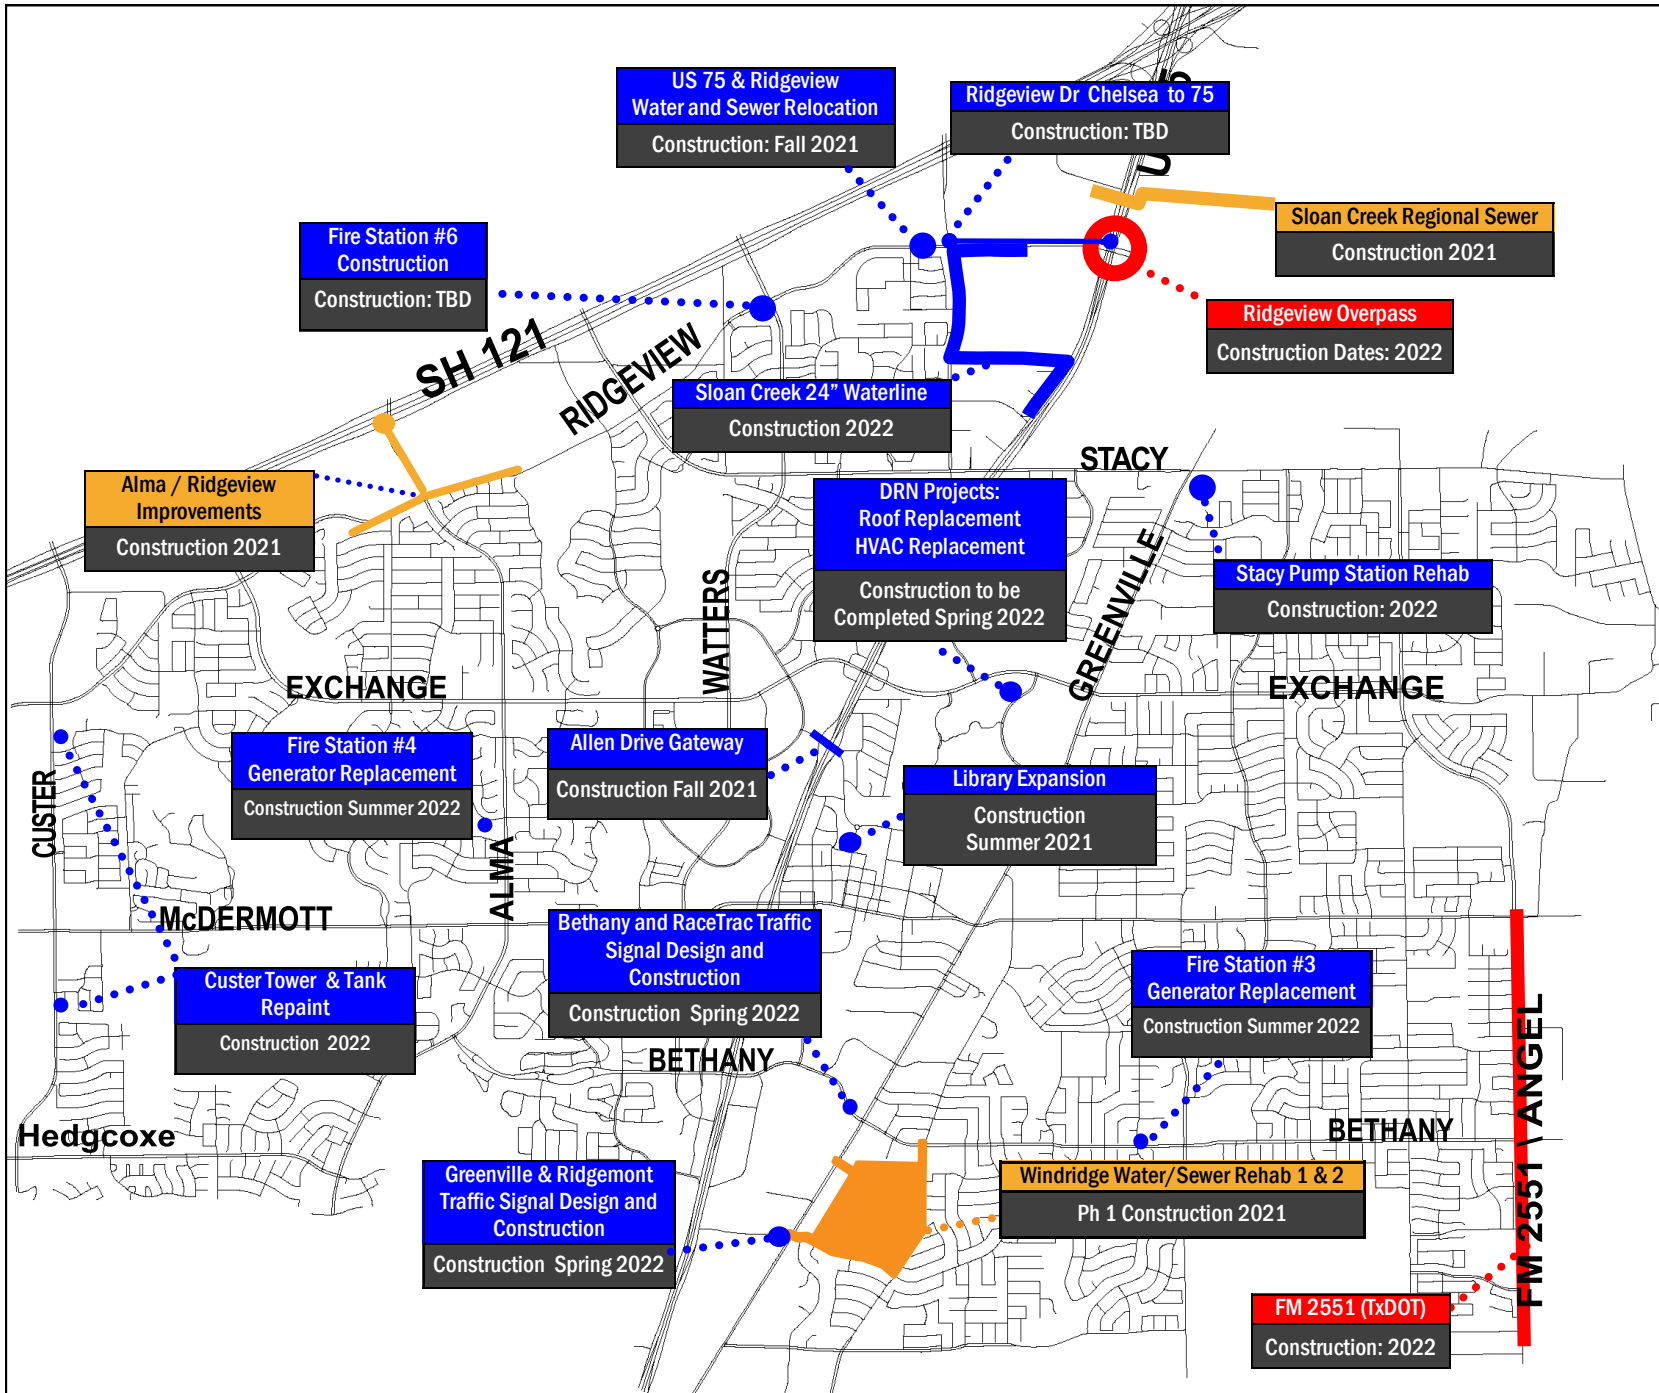 US 75
US 75 & Ridgeview
Water and Sewer Relocation
Construction: Fall 2021
Ridgeview Dr Chelsea to 75
Construction: TBD
Sloan Creek Regional Sewer
Construction 2021
Fire Station #6
Construction
Construction: TBD
Ridgeview Overpass
Construction Dates: 2022
SH 121
RIDGEVIEW
Sloan Creek 24” Waterline
Construction 2022
STACY
Alma / Ridgeview
Improvements
Construction 2021
DRN Projects:
Roof Replacement
HVAC Replacement
Construction to be
Completed Spring 2022
GREENVILLE
Stacy Pump Station Rehab
Construction: 2022
WATTERS
EXCHANGE
EXCHANGE
Fire Station #4
Generator Replacement
Construction Summer 2022
Allen Drive Gateway
Construction Fall 2021
Library Expansion
Construction
Summer 2021
CUSTER
ALMA
McDERMOTT
Bethany and RaceTrac Traffic
Signal Design and
Construction
Construction Spring 2022
Custer Tower & Tank
Repaint
Construction 2022
Fire Station #3
Generator Replacement
Construction Summer 2022
BETHANY
BETHANY
Hedgcoxe
FM 2551 \ ANGEL
Greenville & Ridgemont
Traffic Signal Design and
Construction
Construction Spring 2022
Windridge Water/Sewer Rehab 1 & 2
Ph 1 Construction 2021
FM 2551 (TxDOT)
Construction: 2022